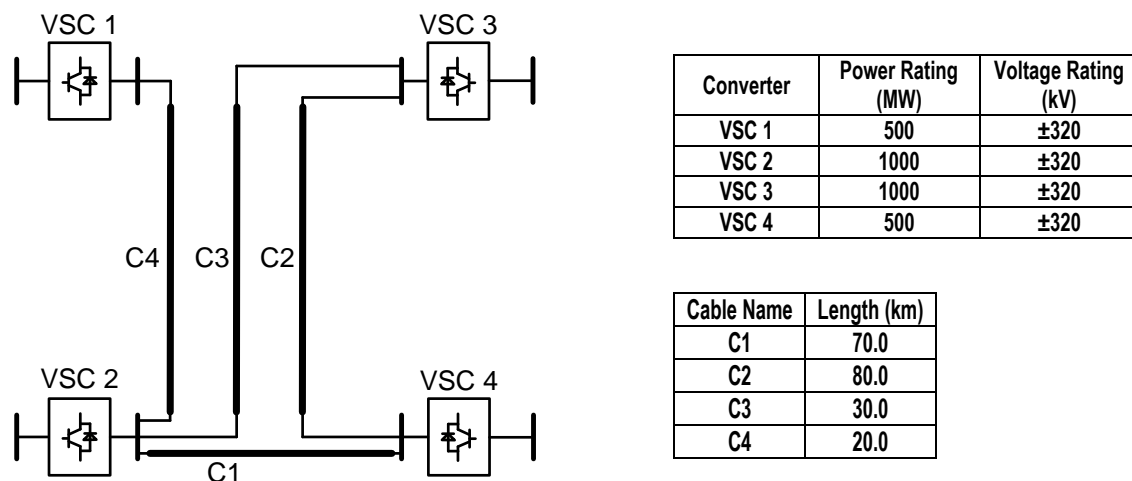 VSC 1
VSC 3
C4
C3
C2
VSC 2
VSC 4
C1
Converter Power Rating (MW) Voltage Rating (kV)
VSC 1 500 ±320
VSC 2 1000 ±320
VSC 3 1000 ±320
VSC 4 500 ±320
Cable Name Length (km)
C1 70.0
C2 80.0
C3 30.0
C4 20.0